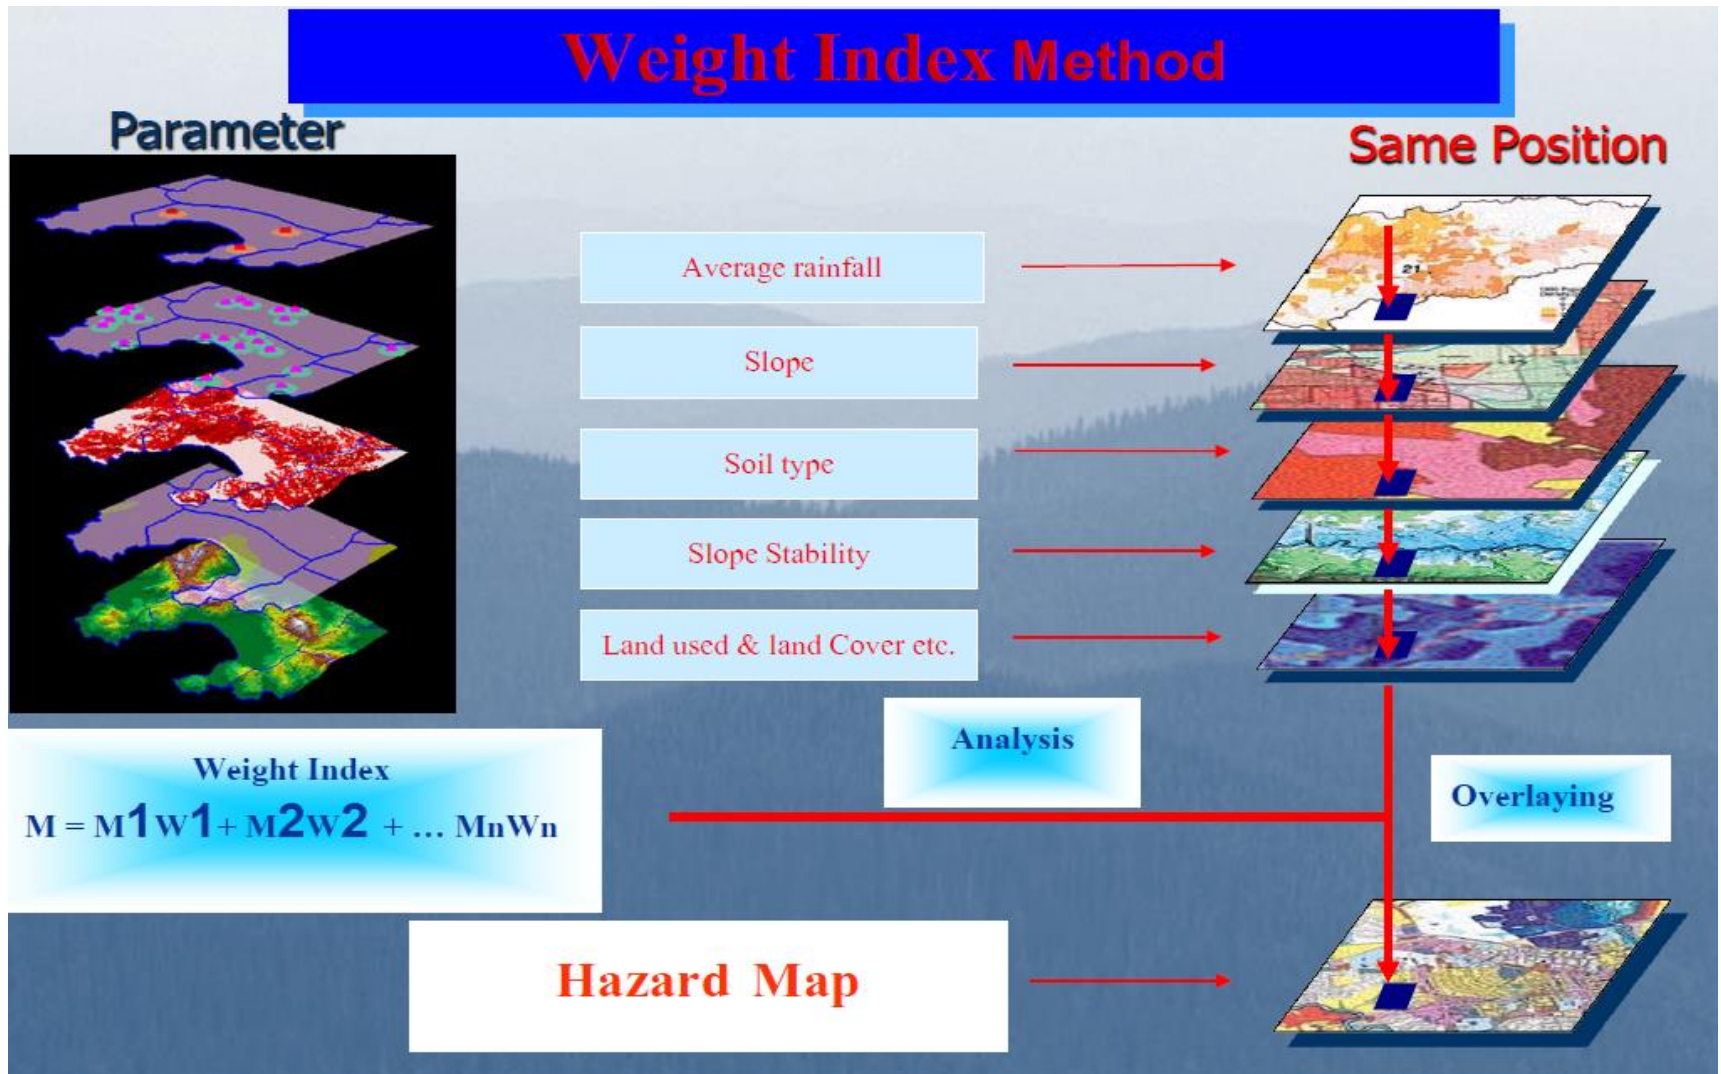 Weight Index Method
Parameter
Same Position
Average rainfall
Slope
Soil type
Slope Stability
Land used & land Cover etc.
21
Analysis
Weight Index
M = M1W1+ M2W2 + ... MnWn
Overlaying
Hazard Map